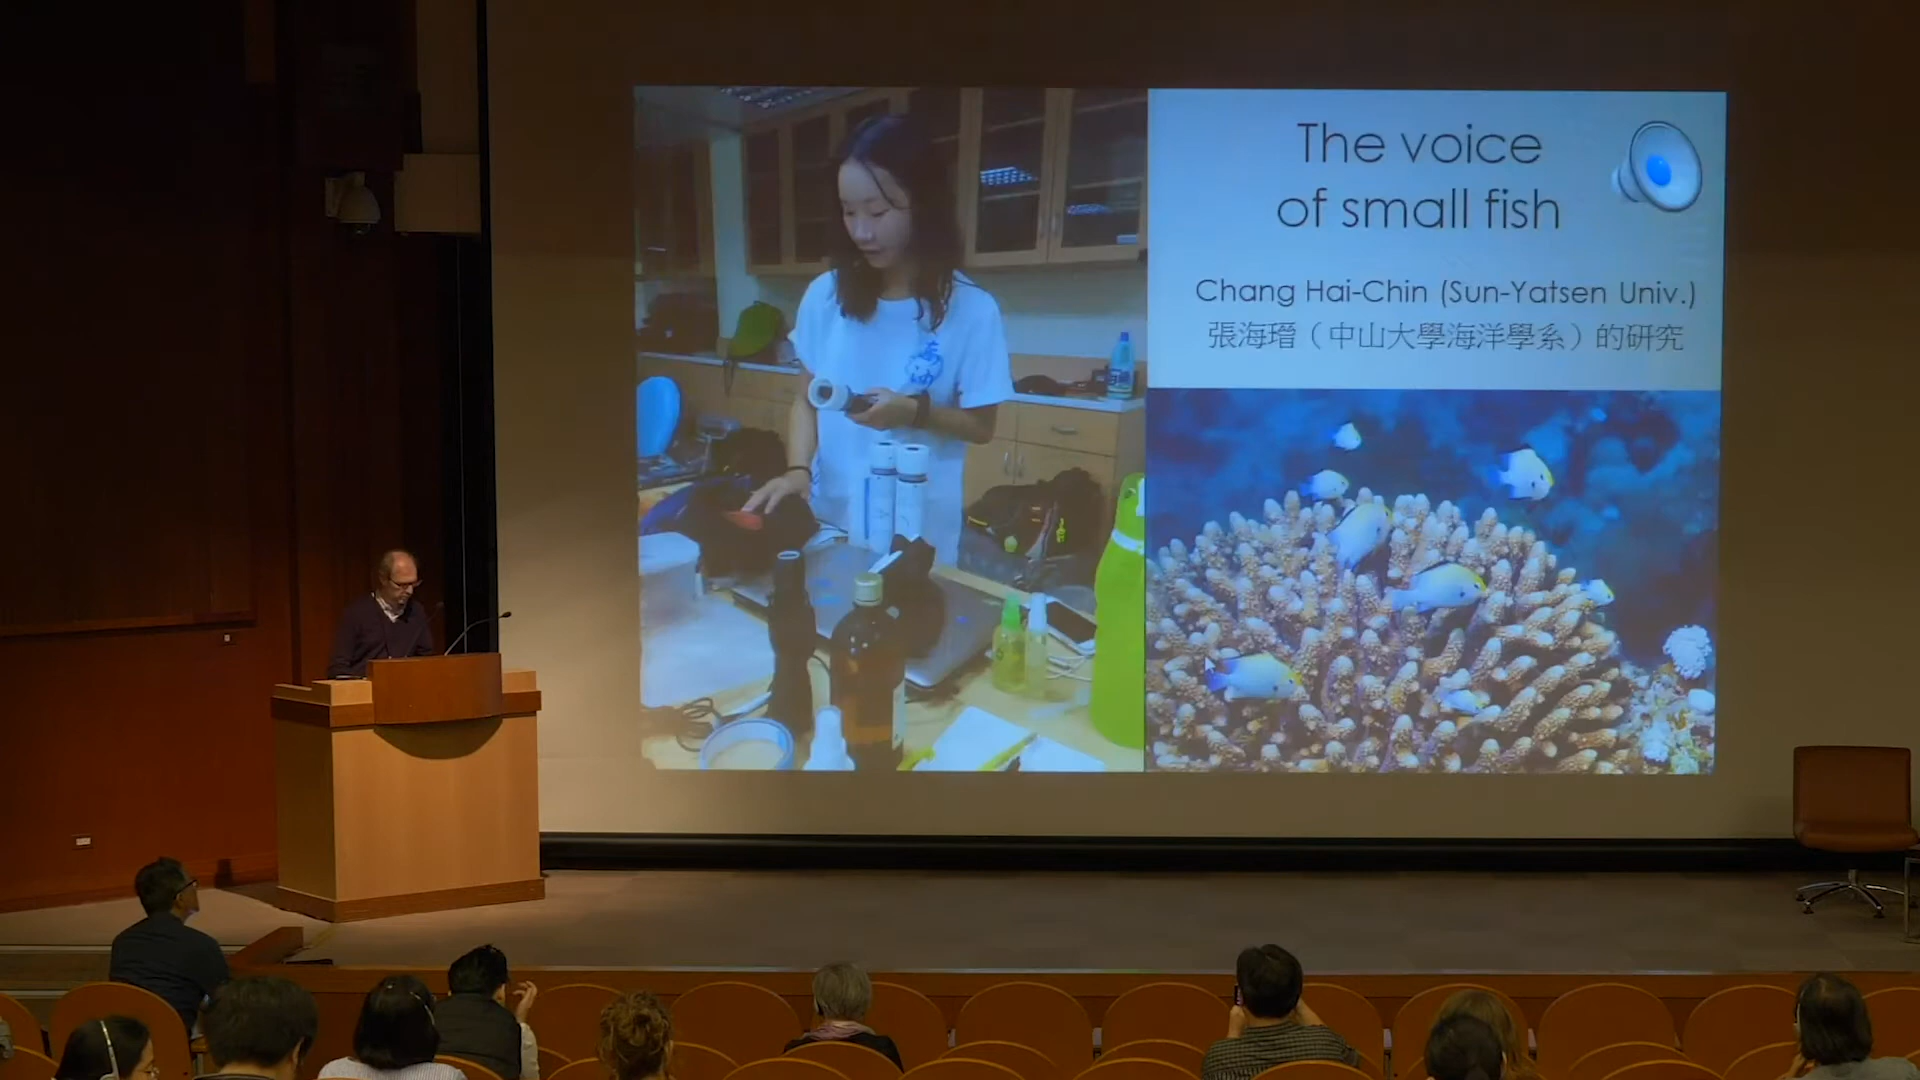 The voice
of small fish
Chang Hai-Chin (Sun-Yatsen Univ.)
張海瑨（中山大學海洋學系）的研究